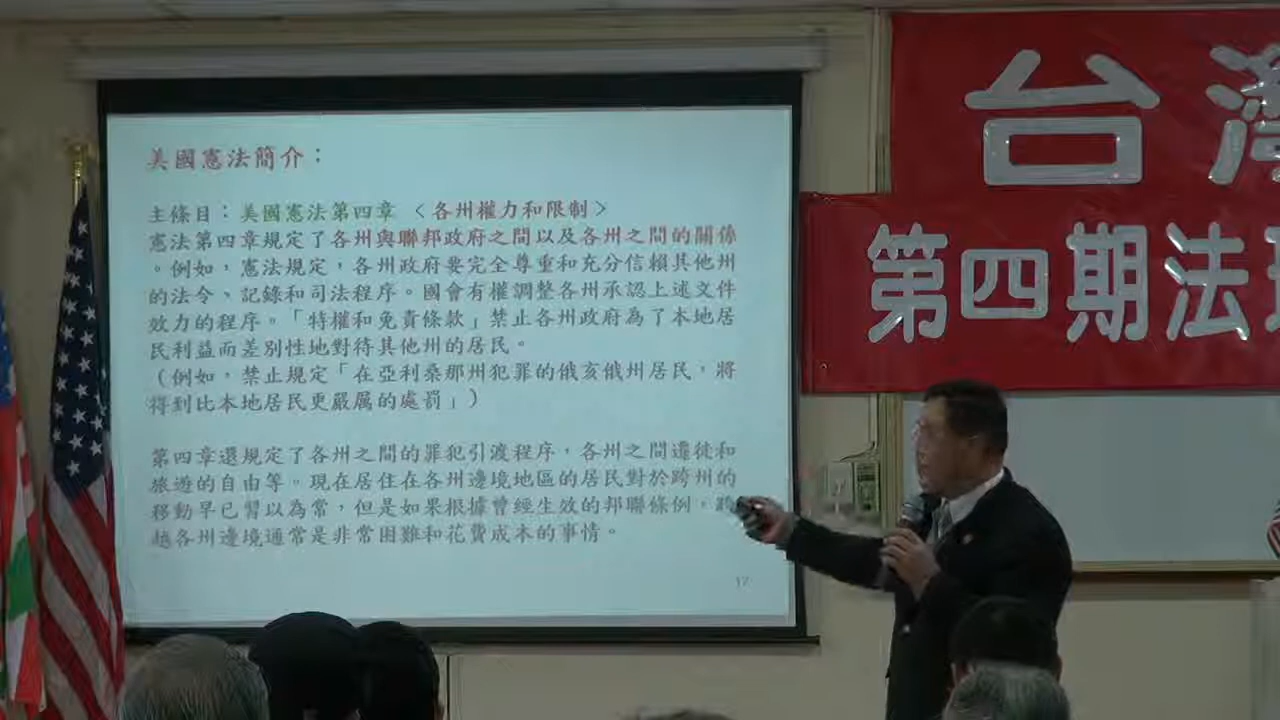 美國憲法簡介：
主條目：美國憲法第四章 〈各州權力和限制〉
憲法第四章規定了各州與聯邦政府之間以及各州之間的關係
。例如，憲法規定，各州政府要完全尊重和充分信賴其他州
的法令、記錄和司法程序。國會有權調整各州承認上述文件
效力的程序。「特權和免責條款」禁止各州政府為了本地居
民利益而差別性地對待其他州的居民。
（例如，禁止規定「在亞利桑那州犯罪的俄亥俄州居民，將
得到比本地居民更嚴厲的處罰」）
第四章還規定了各州之間的罪犯引渡程序，各州之間遷徙和
旅遊的自由等。現在居住在各州邊境地區的居民對於跨州的
移動早已習以為常，但是如果根據曾經生效的邦聯條例，跨
越各州邊境通常是非常困難和花費成本的事情。
17
台灣
第四期法理